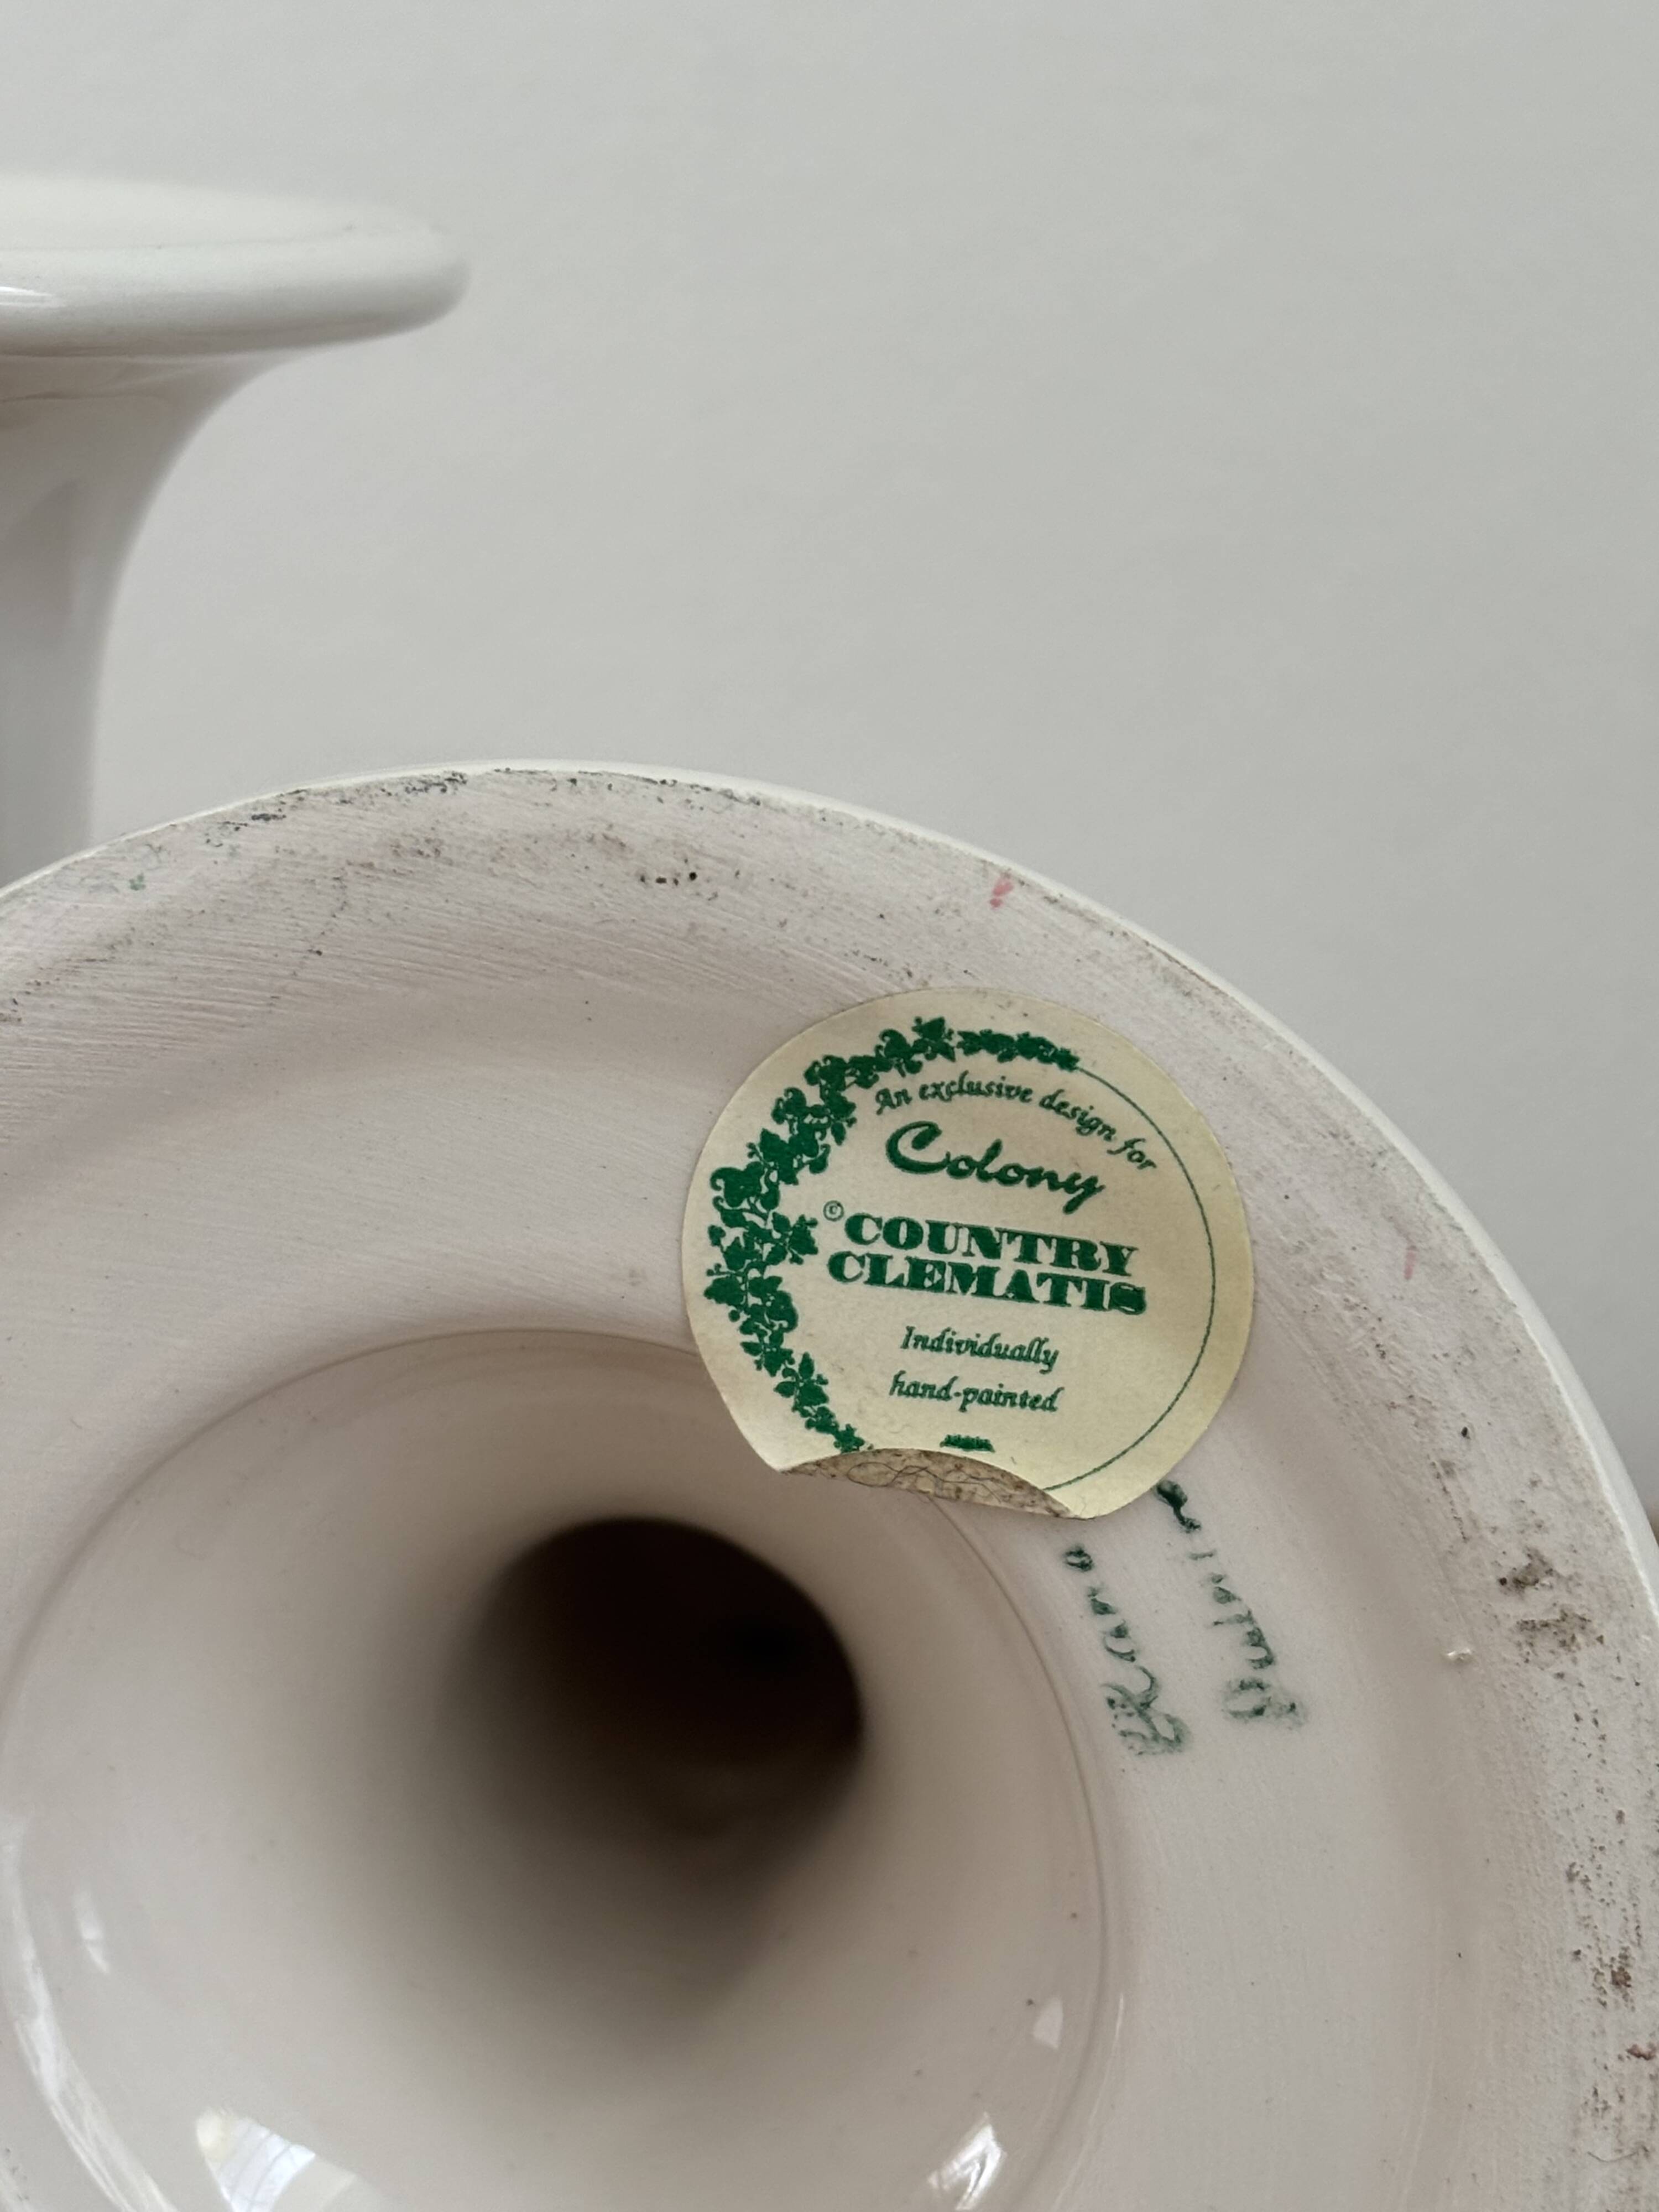 An exclusive design for
Colony
© COUNTRY
CLEMATIS
Individually
hand-painted